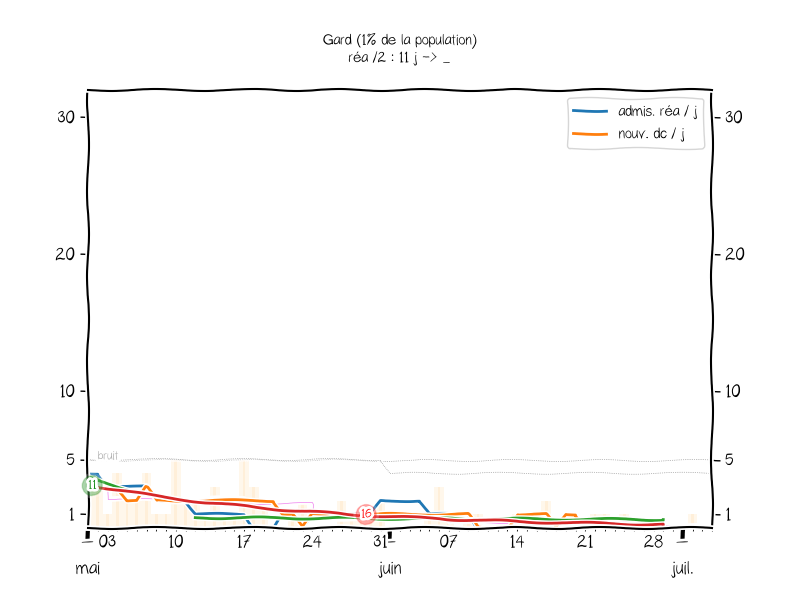 Gard (1% de la population)
réa /2 : 11 j -> _
admis. réa / j
nouv. dc / j
30
30
20
20
10
10
5
bruit
5
11
16
1
1
03
10
17
24
31
07
14
21
28
mai
juin
juil.